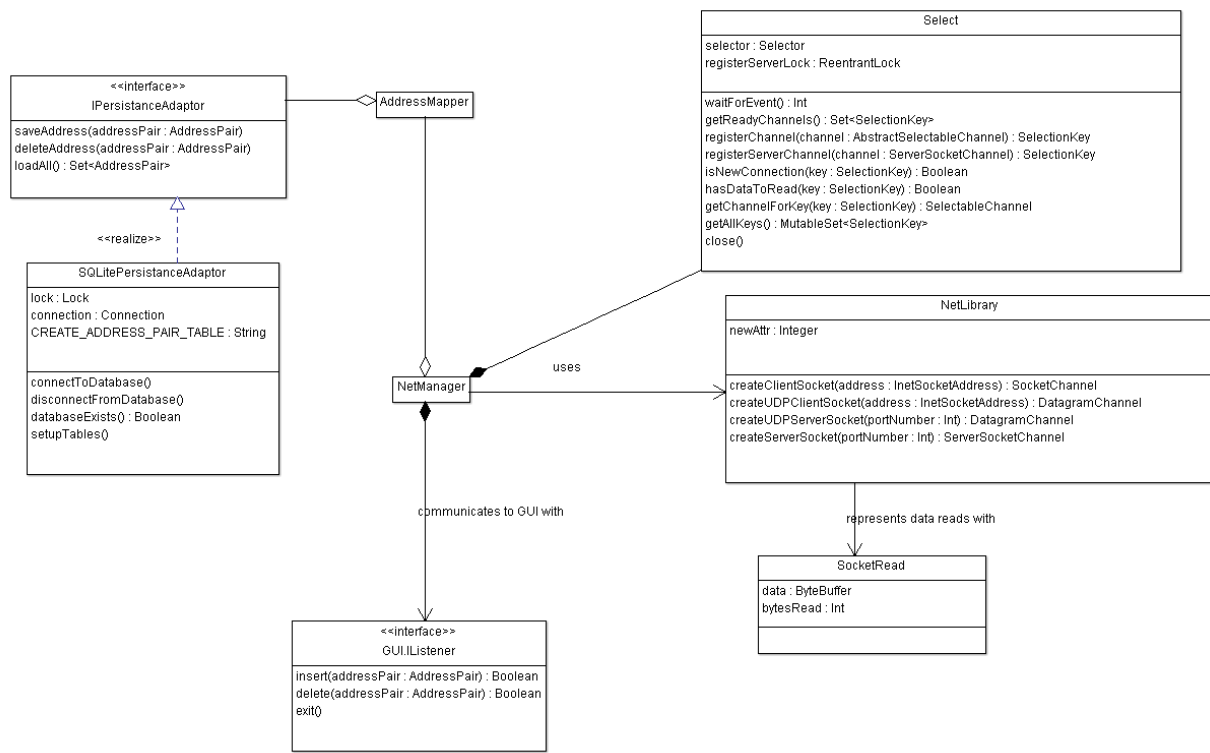 Select
selector : Selector
registerServerLock : ReentrantLock
waitForEvent() : Int
getReadyChannels() : Set<SelectionKey>
registerChannel(channel : AbstractSelectableChannel) : SelectionKey
registerServerChannel(channel : ServerSocketChannel) : SelectionKey
isNewConnection(key : SelectionKey) : Boolean
hasDataToRead(key : SelectionKey) : Boolean
getChannelForKey(key : SelectionKey) : SelectableChannel
getAllKeys() : MutableSet<SelectionKey>
close()
<<interface>>
IPersistanceAdaptor
saveAddress(addressPair : AddressPair)
deleteAddress(addressPair : AddressPair)
loadAll() : Set<AddressPair>
AddressMapper
<<realize>>
SQLitePersistanceAdaptor
lock : Lock
connection : Connection
CREATE_ADDRESS_PAIR_TABLE : String
connectToDatabase()
disconnectFromDatabase()
databaseExists() : Boolean
setupTables()
NetManager
uses
NetLibrary
newAttr : Integer
createClientSocket(address : InetSocketAddress) : SocketChannel
createUDPClientSocket(address : InetSocketAddress) : DatagramChannel
createUDPServerSocket(portNumber : Int) : DatagramChannel
createServerSocket(portNumber : Int) : ServerSocketChannel
communicates to GUI with
represents data reads with
SocketRead
data : ByteBuffer
bytesRead : Int
<<interface>>
GUI.IListener
insert(addressPair : AddressPair) : Boolean
delete(addressPair : AddressPair) : Boolean
exit()